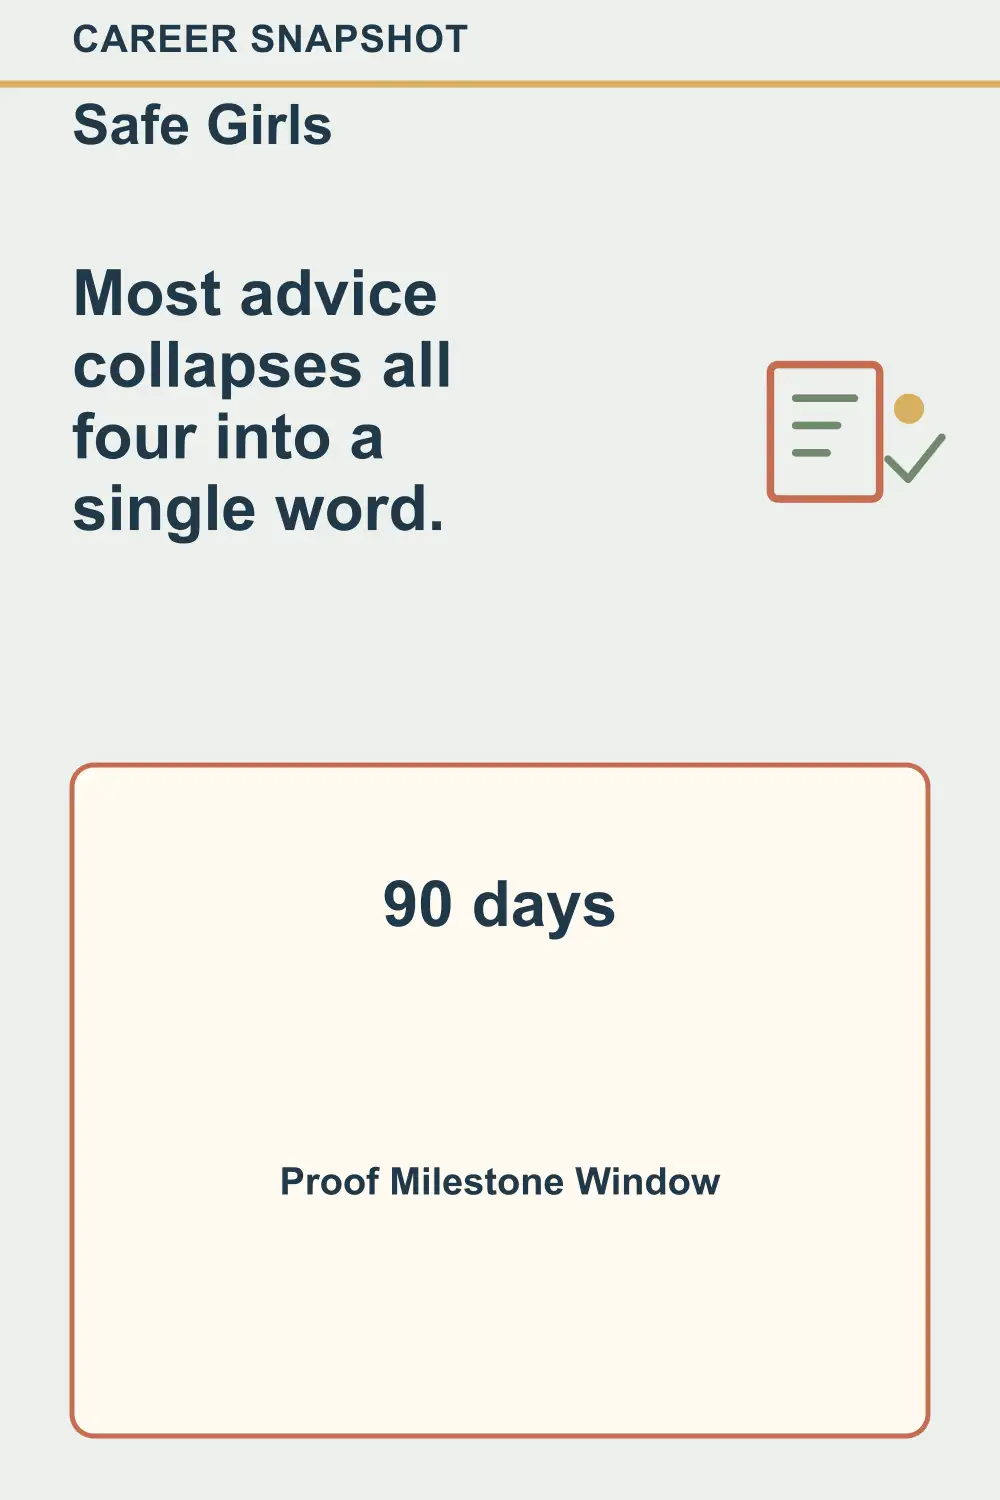 CAREER SNAPSHOT
Safe Girls
Most advice
collapses all
four into a
single word.
90 days
Proof Milestone Window